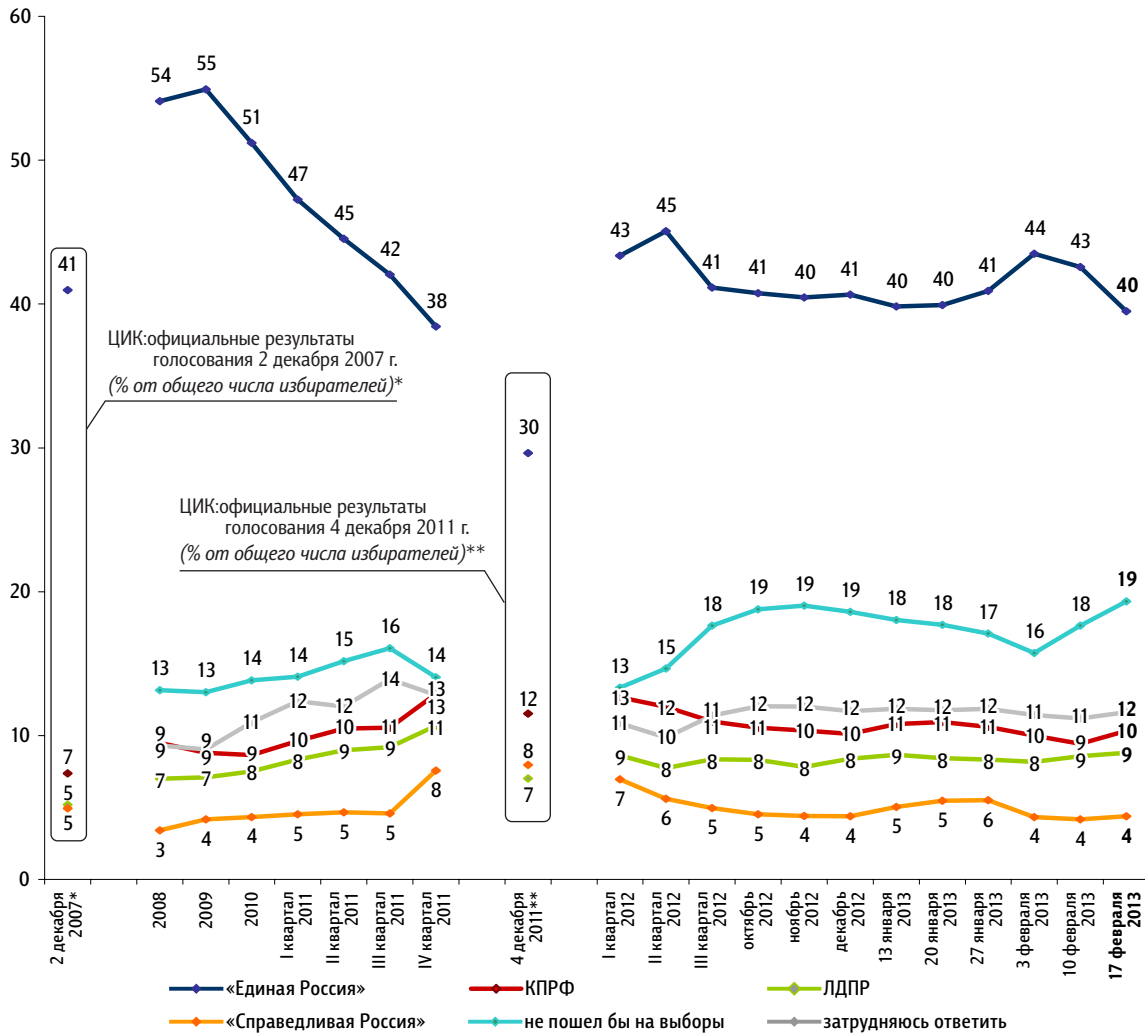 60
50
40
30
20
10
0
54 55 51 47 45 42 38
43 45 41 41 40 41 40 40 41 44 43 40
41
ЦИК:официальные результаты
голосования 2 декабря 2007 г.
(% от общего числа избирателей)*
30
ЦИК:официальные результаты
голосования 4 декабря 2011 г.
(% от общего числа избирателей)**
13 13 14 14 15 16 14
13 15 18 19 19 19 18 18 17 16 18 19
9 9 11 12 12 14 13
11 10 11 12 12 12 12 12 12 11 11 12
9 9 9 10 10 11 13
13 12 11 11 10 10 11 11 11 10 9 10
7 7 8 8 9 9 11
9 8 8 8 8 8 9 8 8 8 9 9
3 4 4 5 5 5 8
7 6 5 5 4 4 5 5 6 4 4 4
7
5
5
12
8
7
2 декабря
2007*
2008
2009
2010
I квартал
2011
II квартал
2011
III квартал
2011
IV квартал
2011
4 декабря
2011**
I квартал
2012
II квартал
2012
III квартал
2012
октябрь
2012
ноябрь
2012
декабрь
2012
13 января
2013
20 января
2013
27 января
2013
3 февраля
2013
10 февраля
2013
17 февраля
2013
«Единая Россия» КПРФ ЛДПР
«Справедливая Россия» не пошел бы на выборы затрудняюсь ответить